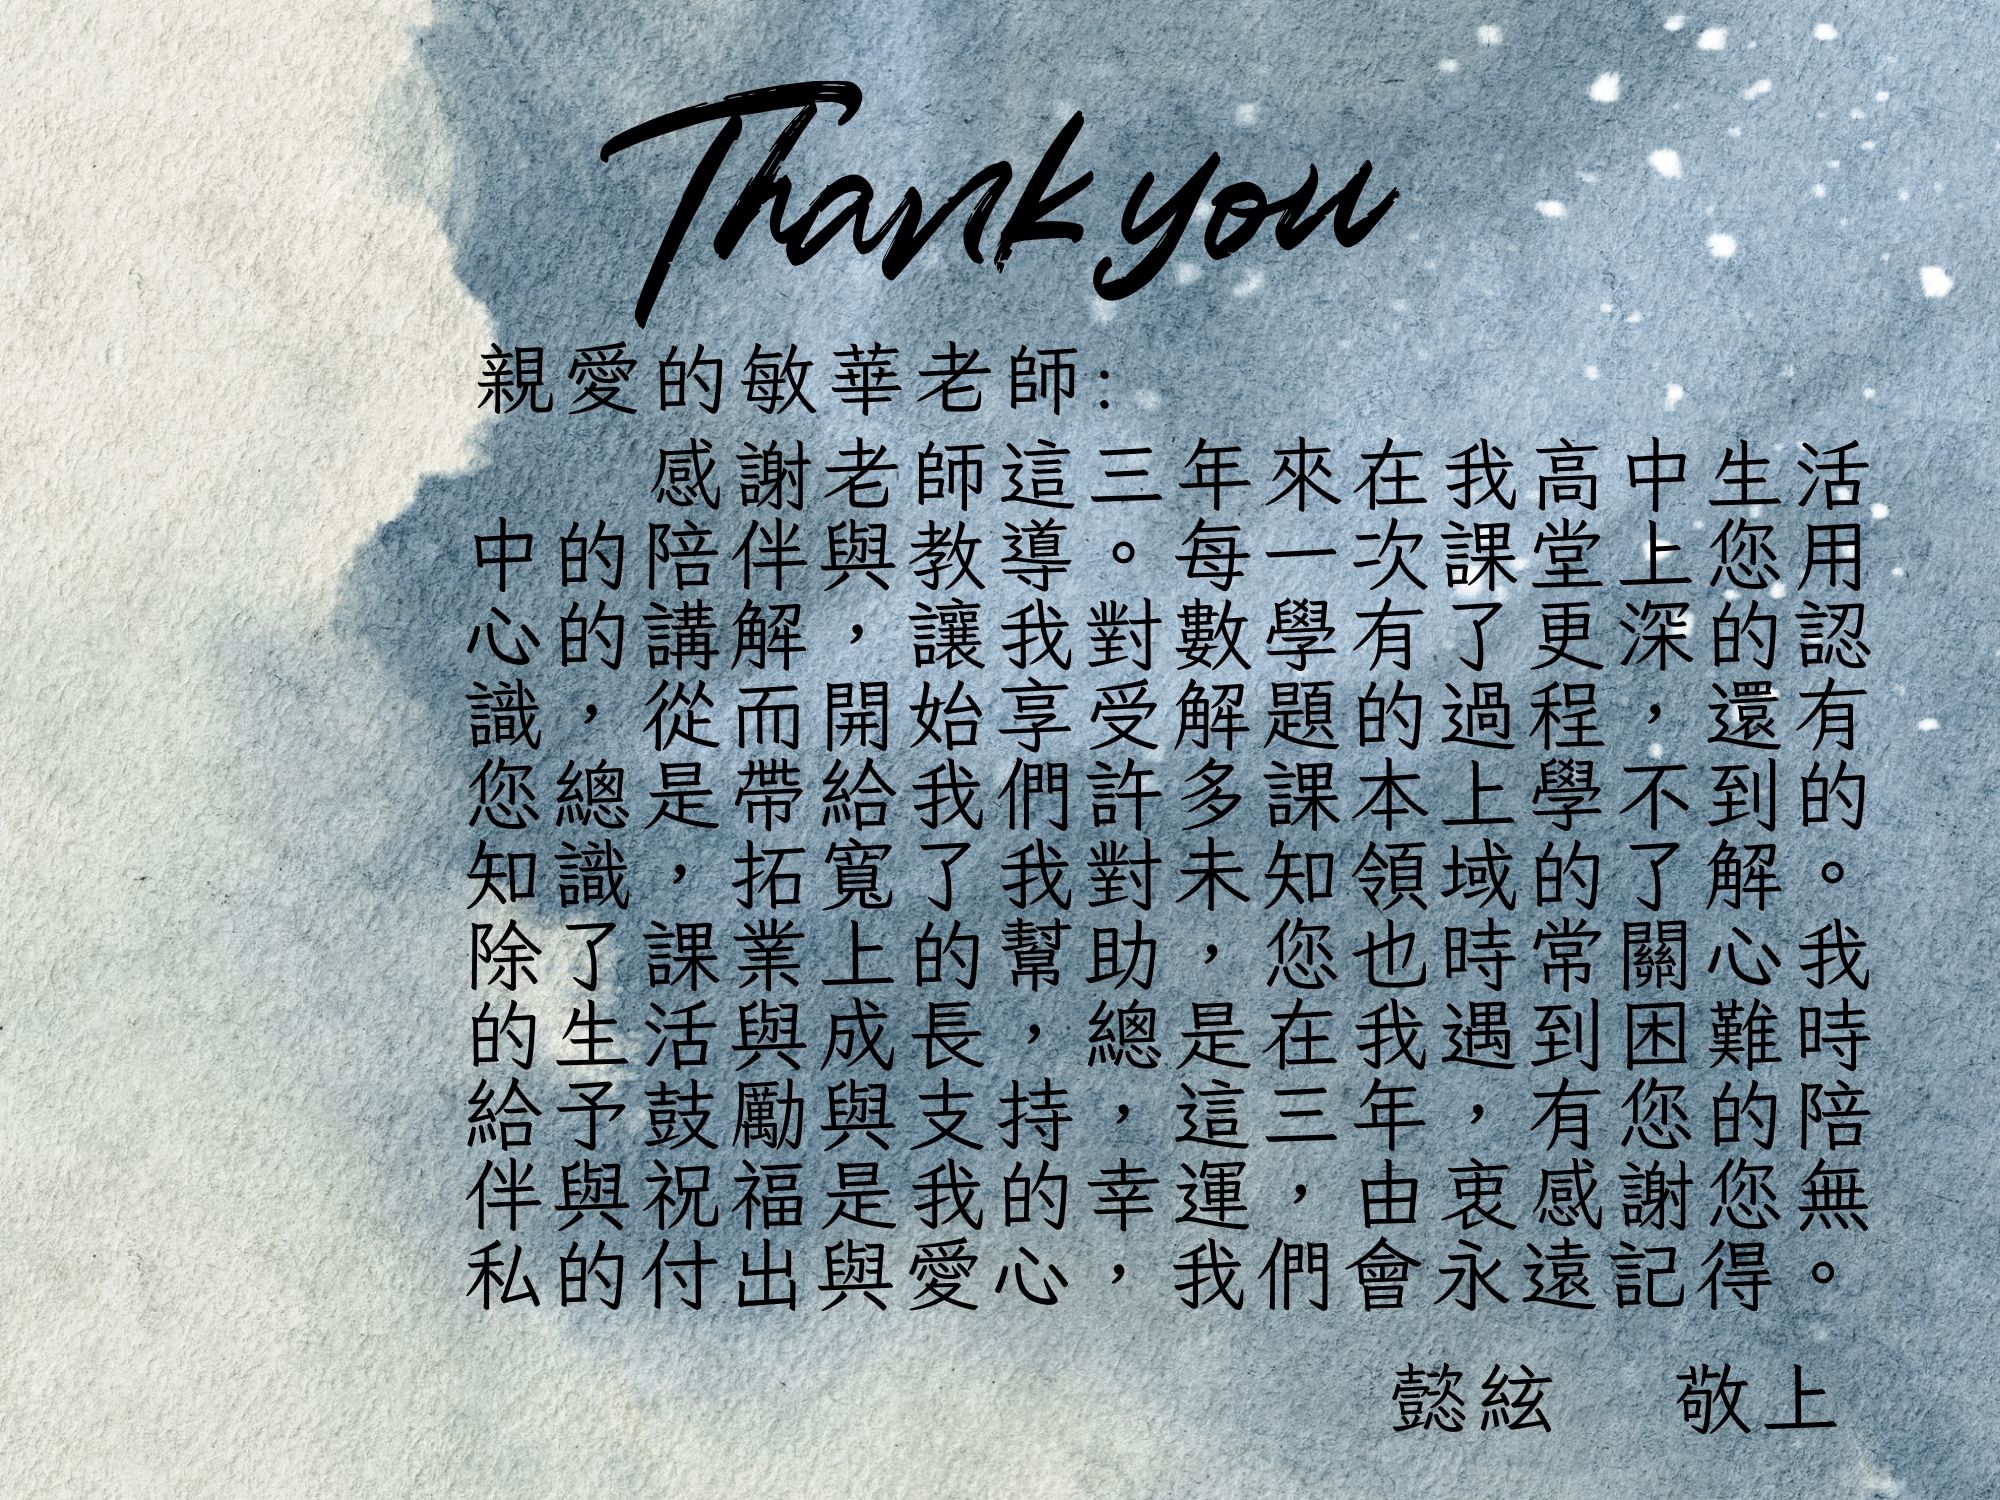 Thank you
親愛的敏華老師:
感謝老師這三年來在我高中生活
中的陪伴與教導。每一次課堂上您用
心的講解，讓我對數學有了更深的認
識，從而開始享受解題的過程，還有
您總是帶給我們許多課本上學不到的
知識，拓寬了我對未知領域的了解。
除了課業上的幫助，您也時常關心我
的生活與成長，總是在我遇到困難時
給予鼓勵與支持，這三年，有您的陪
伴與祝福是我的幸運，由衷感謝您無
私的付出與愛心，我們會永遠記得。
懿絃 敬上